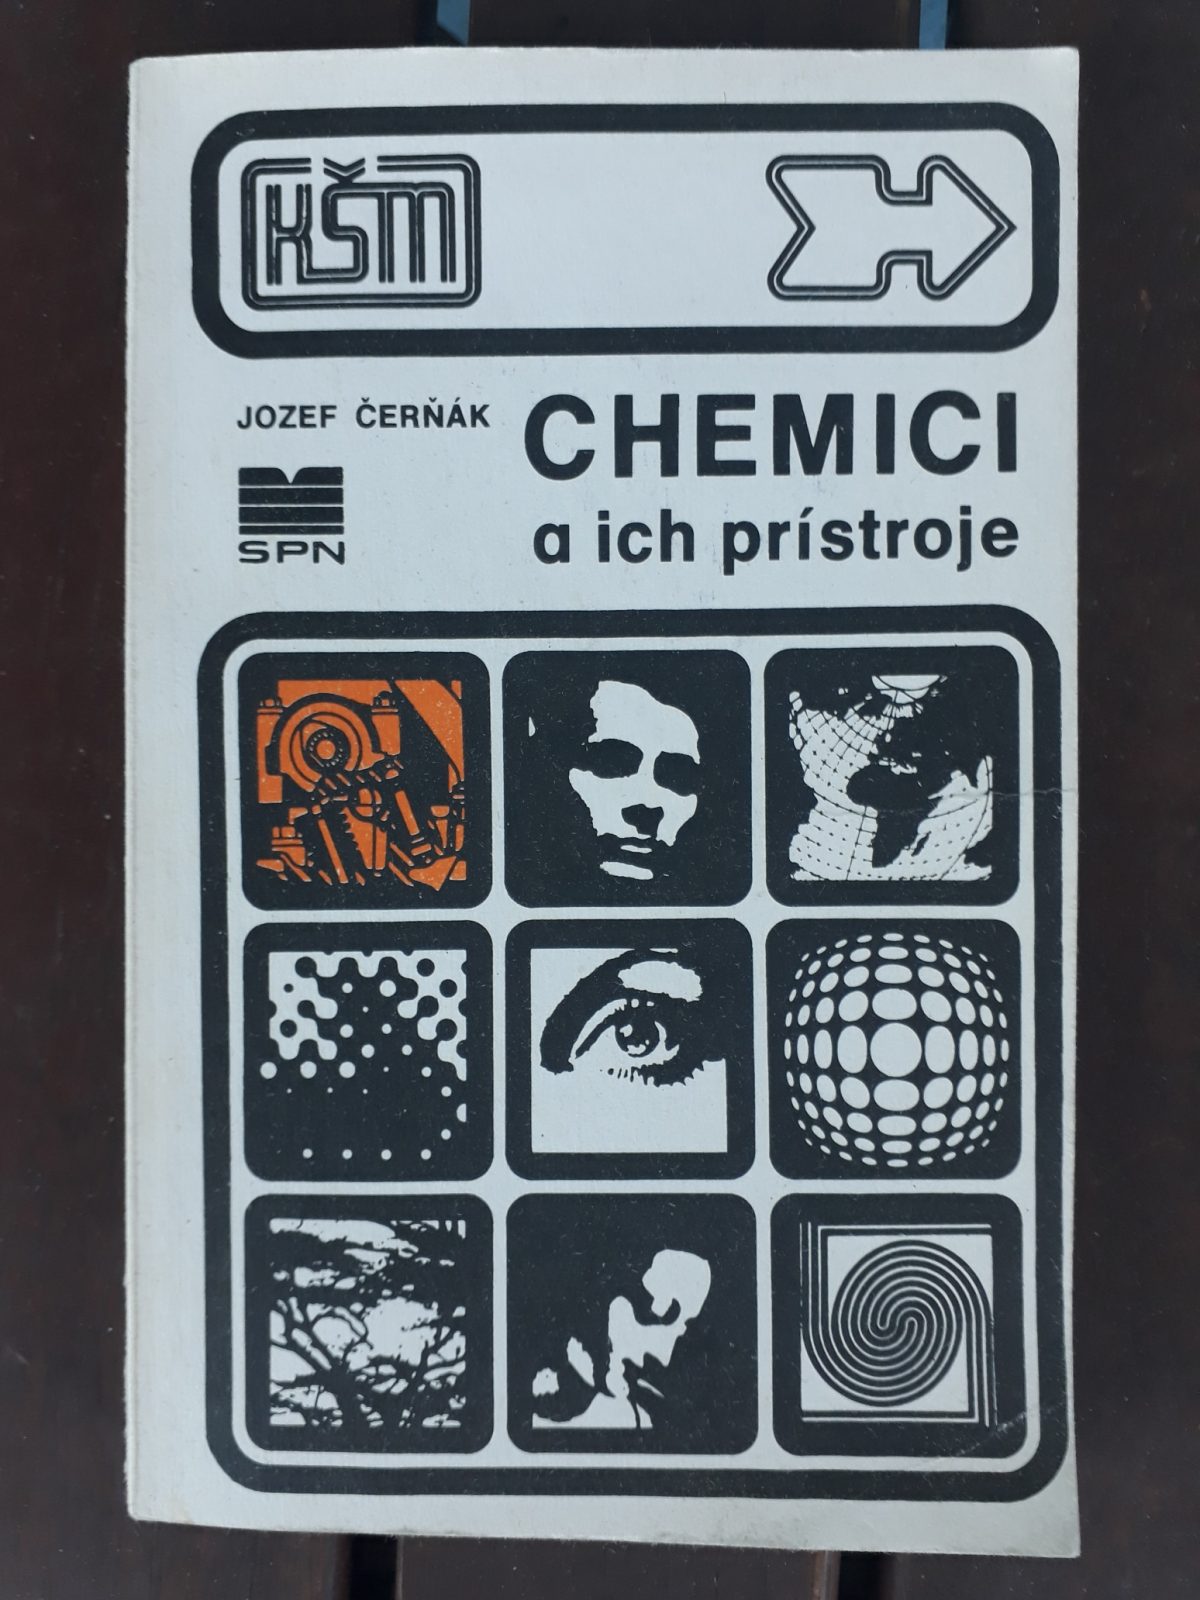 KŠM
JOZEF ČERŇÁK
CHEMICI
a ich prístroje
SPN